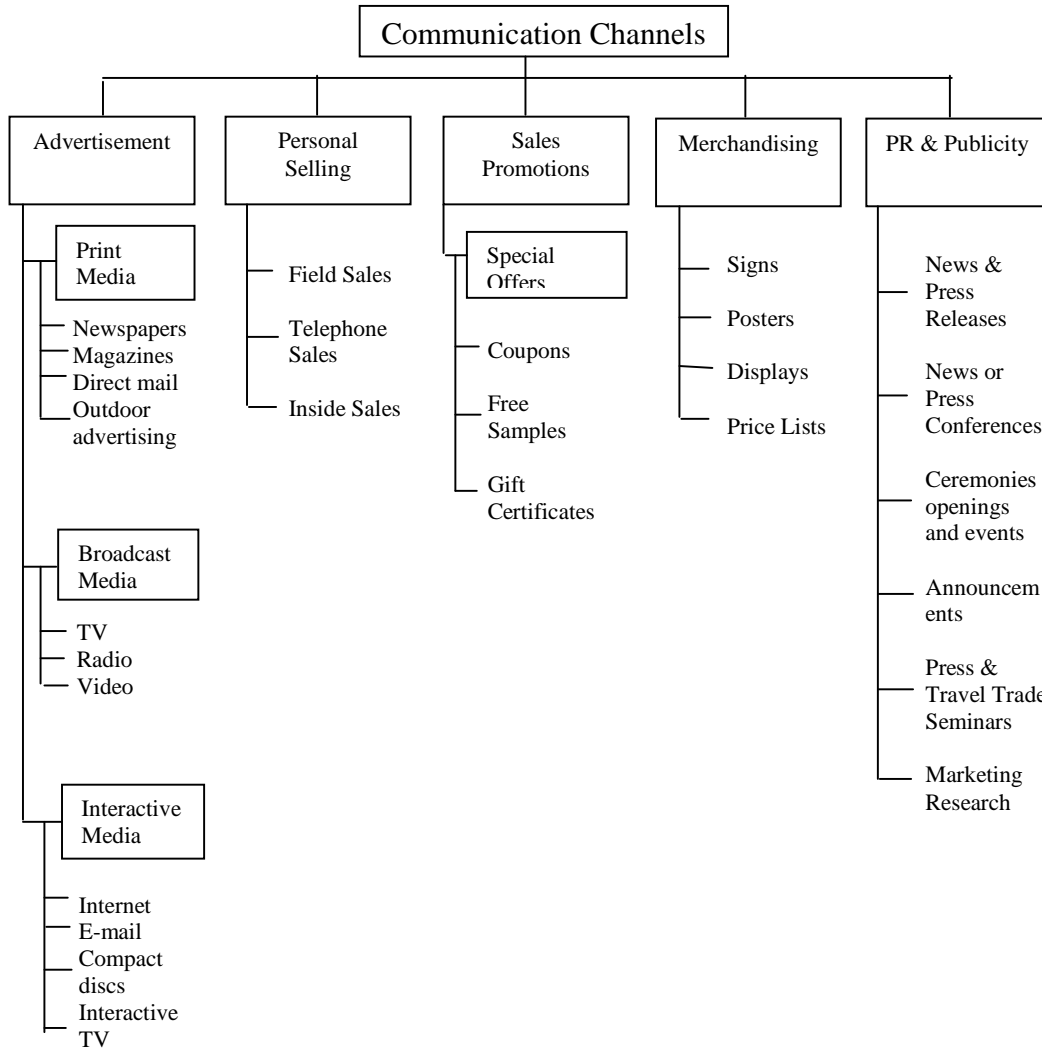 Communication Channels
Advertisement
Print
Media
Newspapers
Magazines
Direct mail
Outdoor
advertising
Broadcast
Media
TV
Radio
Video
Interactive
Media
Internet
E-mail
Compact
discs
Interactive
TV
Personal
Selling
Field Sales
Telephone
Sales
Inside Sales
Sales
Promotions
Special
Offers
Coupons
Free
Samples
Gift
Certificates
Merchandising
Signs
Posters
Displays
Price Lists
PR & Publicity
News &
Press
Releases
News or
Press
Conferences
Ceremonies
openings
and events
Announcem
ents
Press &
Travel Trade
Seminars
Marketing
Research